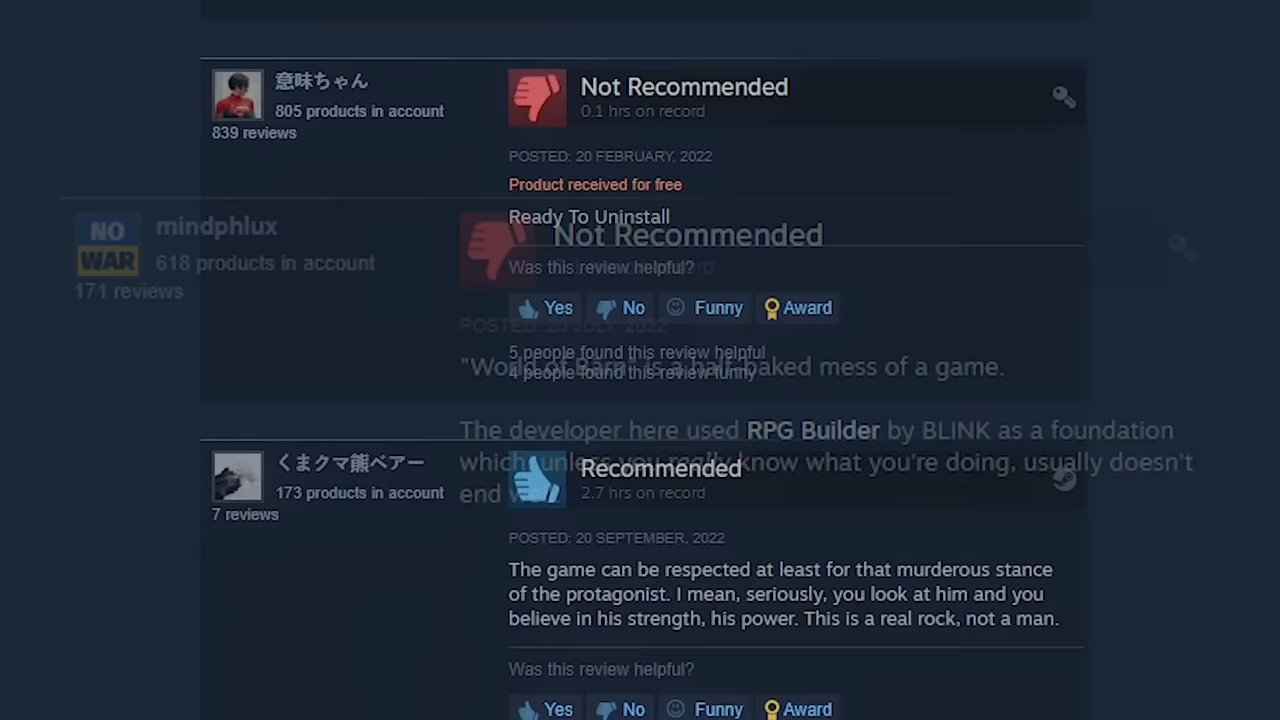 意味ちゃん
805 products in account
839 reviews
Not Recommended
0.1 hrs on record
POSTED: 20 FEBRUARY, 2022
Product received for free
Ready To Uninstall
Was this review helpful?
Yes No Funny Award
5 people found this review helpful
4 people found this review funny
NO
WAR
mindphlux
618 products in account
171 reviews
Not Recommended
POSTED: 20 JULY, 2022
"World of Barn" is a half-baked mess of a game.
The developer here used RPG Builder by BLINK as a foundation
which, unless you really know what you're doing, usually doesn't
end
くまクマ熊ベアー
173 products in account
7 reviews
Recommended
2.7 hrs on record
POSTED: 20 SEPTEMBER, 2022
The game can be respected at least for that murderous stance
of the protagonist. I mean, seriously, you look at him and you
believe in his strength, his power. This is a real rock, not a man.
Was this review helpful?
Yes No Funny Award